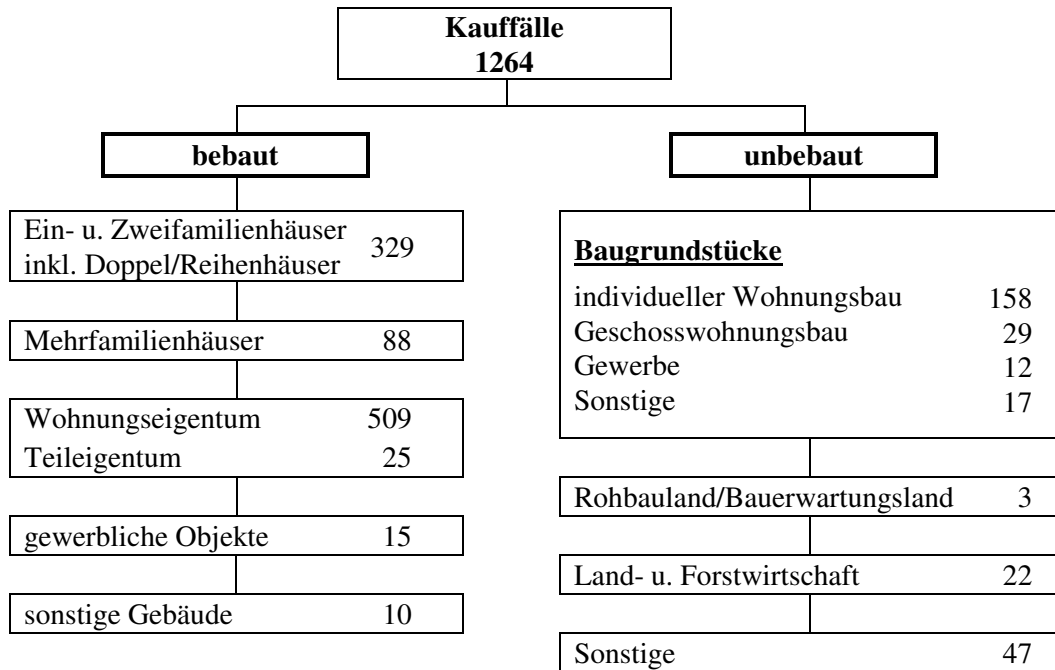 Kauffälle
1264
bebaut
Ein- u. Zweifamilienhäuser
inkl. Doppel/Reihenhäuser 329
Mehrfamilienhäuser 88
Wohnungseigentum 509
Teileigentum 25
gewerbliche Objekte 15
sonstige Gebäude 10
unbebaut
Baugrundstücke
individueller Wohnungsbau 158
Geschosswohnungsbau 29
Gewerbe 12
Sonstige 17
Rohbauland/Bauerwartungsland 3
Land- u. Forstwirtschaft 22
Sonstige 47